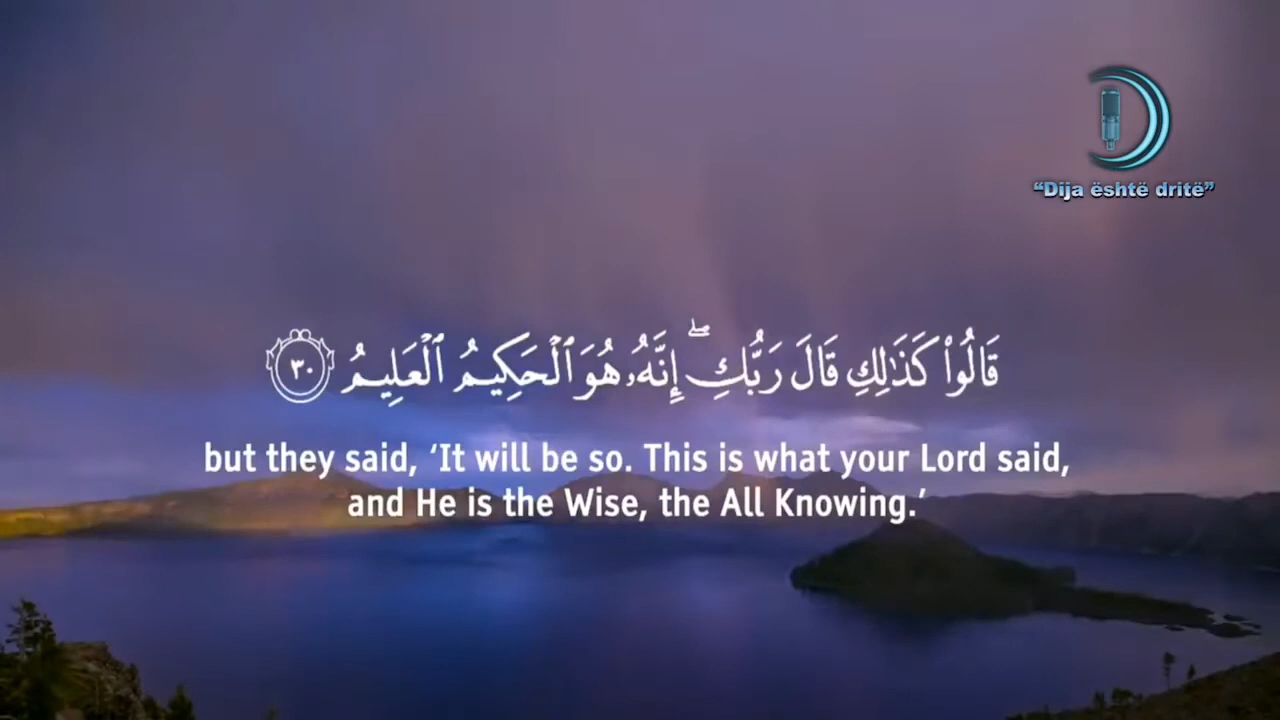 “Dija është dritë”
قَالُوا۟ كَذَٰلِكِ قَالَ رَبُّكِ ۖ إِنَّهُۥ هُوَ ٱلْحَكِيمُ ٱلْعَلِيمُ ٣٠
but they said, ‘It will be so. This is what your Lord said,
and He is the Wise, the All Knowing.’